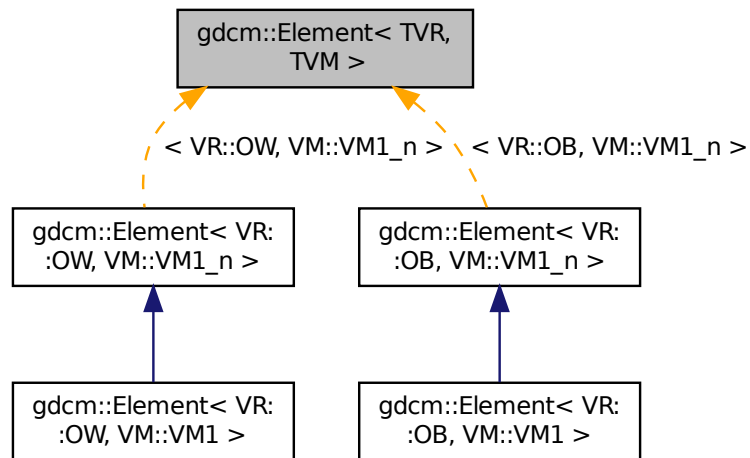 gdcm::Element< TVR,
TVM >
< VR::OW, VM::VM1_n >
< VR::OB, VM::VM1_n >
gdcm::Element< VR:
:OW, VM::VM1_n >
gdcm::Element< VR:
:OB, VM::VM1_n >
gdcm::Element< VR:
:OW, VM::VM1 >
gdcm::Element< VR:
:OB, VM::VM1 >